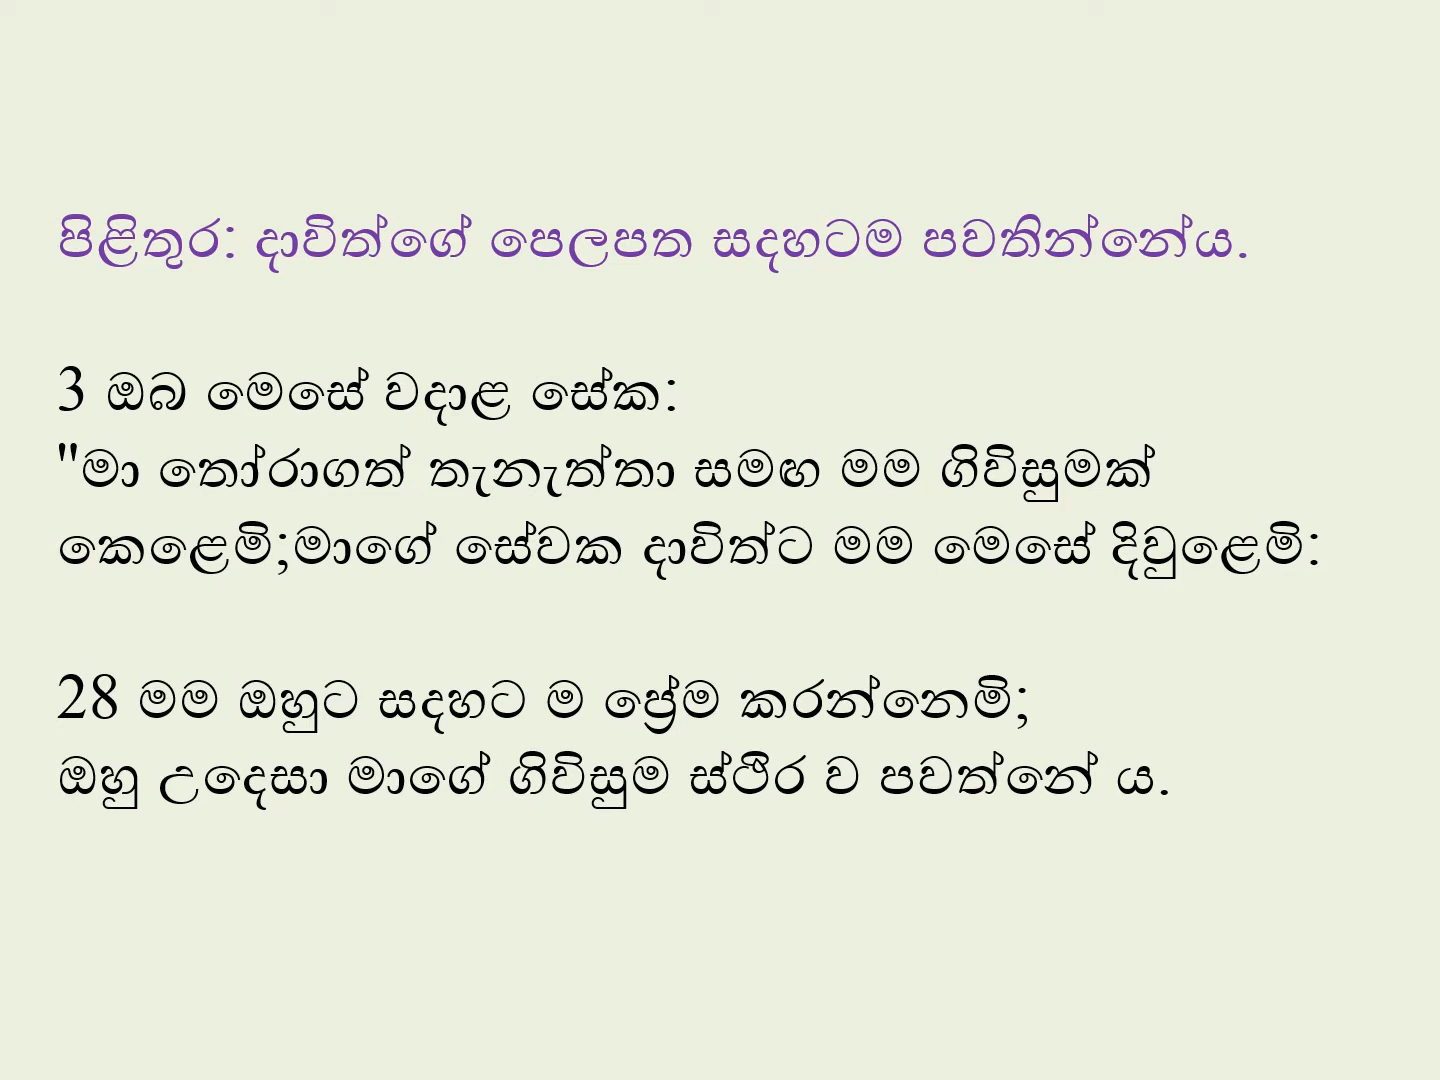 පිළිතුර: දාවිත්ගේ පෙලපත සදහටම පවතින්නේය.
3 ඔබ මෙසේ වදාළ සේක:
"මා තෝරාගත් තැනැත්තා සමඟ මම ගිවිසුමක්
කෙළෙමි;මාගේ සේවක දාවිත්ට මම මෙසේ දිවුළෙමි:
28 මම ඔහුට සදහට ම ප්‍රේම කරන්නෙමි;
ඔහු උදෙසා මාගේ ගිවිසුම ස්ථිර ව පවත්නේ ය.